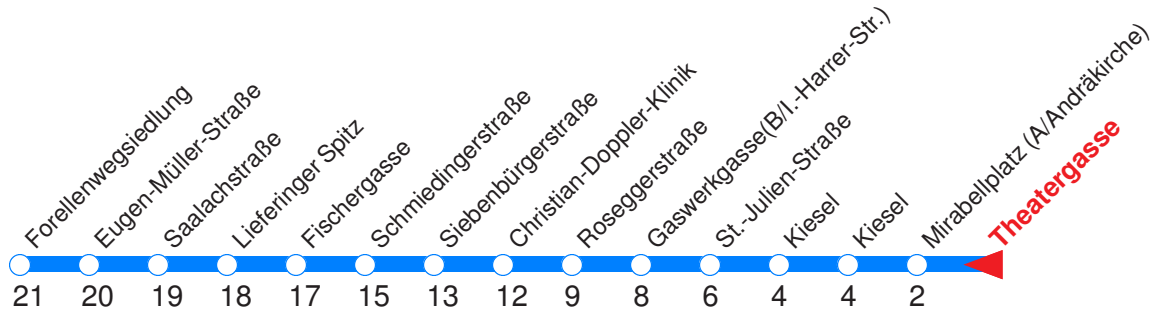 Forellenwegsiedlung
Eugen-Müller-Straße
Saalachstraße
Lieferinger Spitz
Fischergasse
Schmiedingerstraße
Siebenbürgerstraße
Christian-Doppler-Klinik
Roseggerstraße
Gaswerkgasse(B/I.-Harrer-Str.)
St.-Julien-Straße
Kiesel
Kiesel
Mirabellplatz (A/Andräkirche)
Theatergasse
21 20 19 18 17 15 13 12 9 8 6 4 4 2